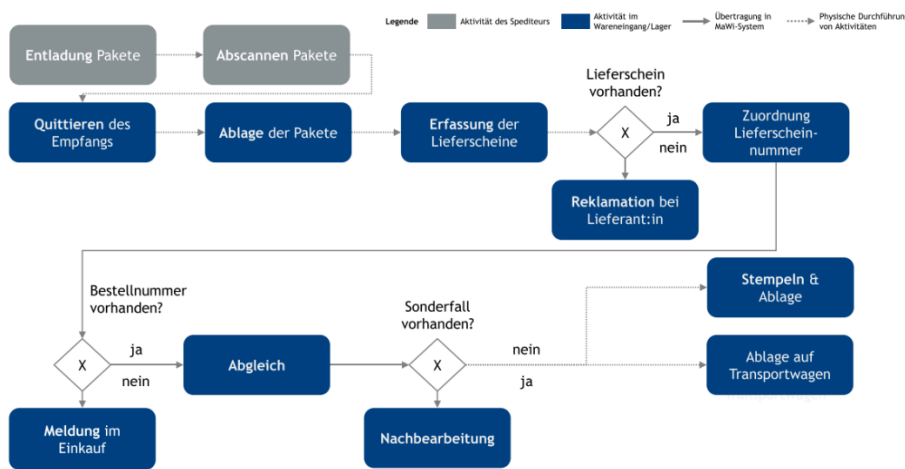 Legende
Aktivität des Spediteurs
Aktivität im
Wareneingang/Lager
Übertragung in
MaWi-System
Physische Durchführun
von Aktivitäten
Entladung Pakete
Abscannen Pakete
Quittieren des
Empfangs
Ablage der Pakete
Erfassung der
Lieferscheine
Lieferschein
vorhanden?
X
ja
nein
Zuordnung
Lieferschein-
nummer
Reklamation bei
Lieferant:in
Bestellnummer
vorhanden?
X
ja
nein
Abgleich
Sonderfall
vorhanden?
X
nein
ja
Stempeln &
Ablage
Ablage auf
Transportwagen
Meldung im
Einkauf
Nachbearbeitung